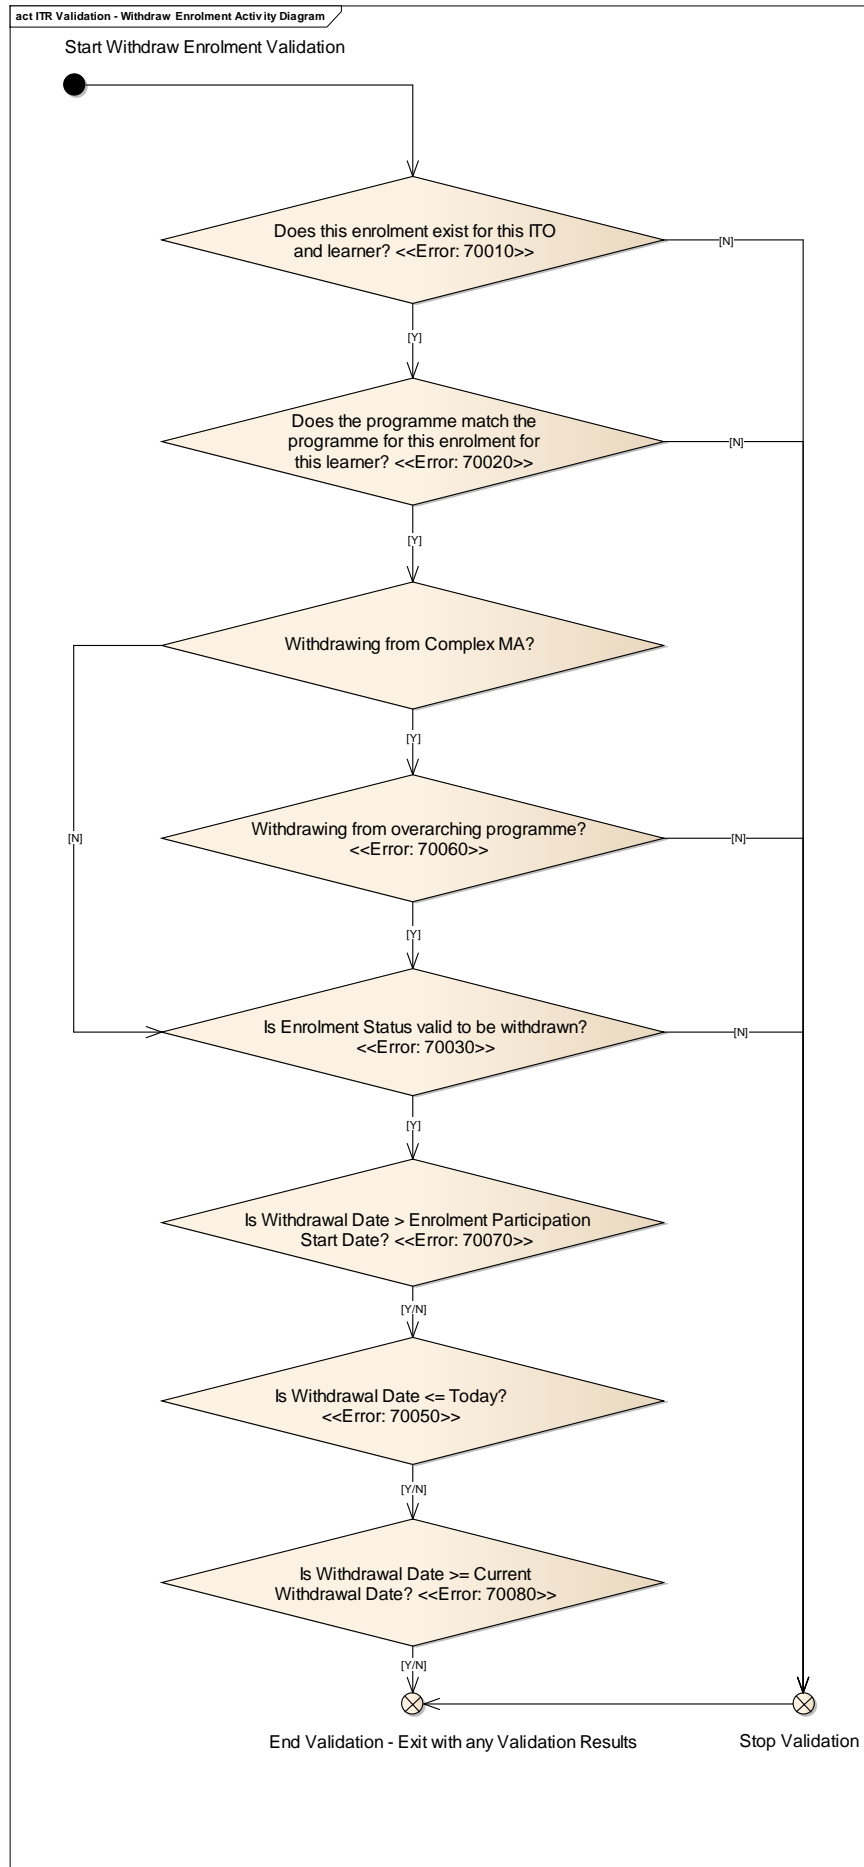 act ITR Validation - Withdraw Enrolment Activity Diagram
Start Withdraw Enrolment Validation
Does this enrolment exist for this ITO
and learner? <<Error: 70010>>
[N]
[Y]
Does the programme match the
programme for this enrolment for
this learner? <<Error: 70020>>
[N]
[Y]
Withdrawing from Complex MA?
[Y]
[N]
Withdrawing from overarching programme?
<<Error: 70060>>
[N]
[Y]
Is Enrolment Status valid to be withdrawn?
<<Error: 70030>>
[N]
[Y]
Is Withdrawal Date > Enrolment Participation
Start Date? <<Error: 70070>>
[Y/N]
Is Withdrawal Date <= Today?
<<Error: 70050>>
[Y/N]
Is Withdrawal Date >= Current
Withdrawal Date? <<Error: 70080>>
[Y/N]
End Validation - Exit with any Validation Results
Stop Validation